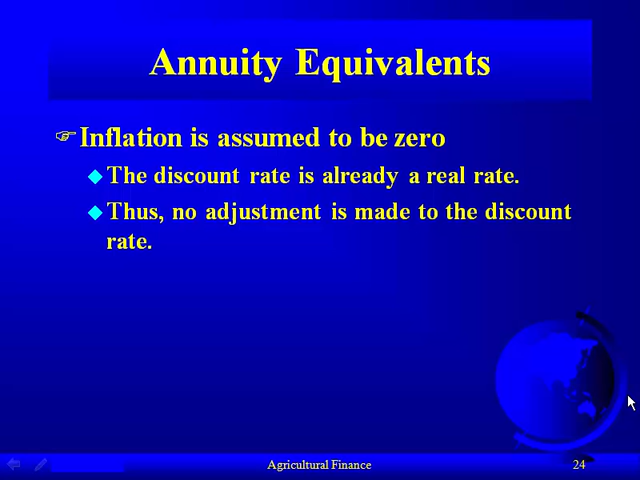 Annuity Equivalents
Inflation is assumed to be zero
The discount rate is already a real rate.
Thus, no adjustment is made to the discount
rate.
Agricultural Finance
24